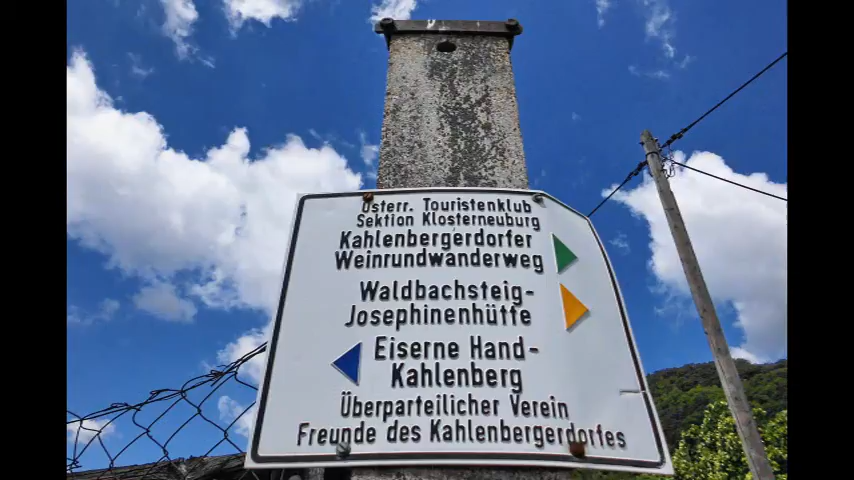 Österr. Touristenklub
Sektion Klosterneuburg
Kahlenbergerdorfer
Weinrundwanderweg
Waldbachsteig-
Josephinenhütte
Eiserne Hand-
Kahlenberg
Überparteilicher Verein
Freunde des Kahlenbergerdorfes